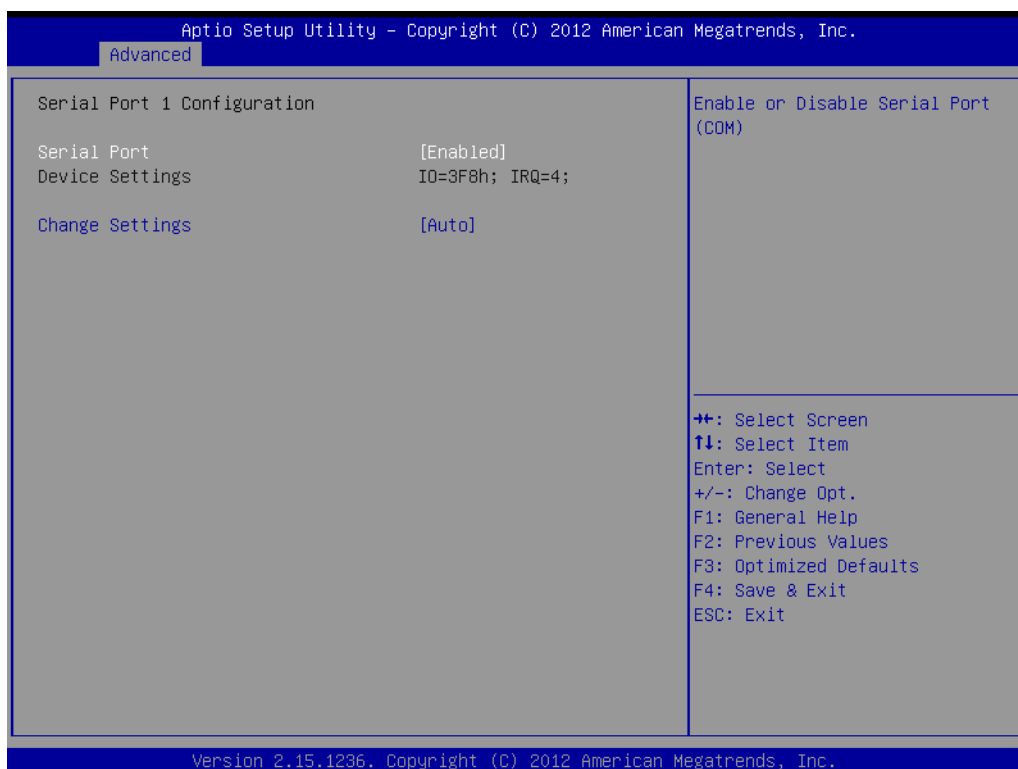 Aptio Setup Utility – Copyright (C) 2012 American Megatrends, Inc.
Advanced
Serial Port 1 Configuration
Serial Port [Enabled]
Device Settings IO=3F8h; IRQ=4;
Change Settings [Auto]
Enable or Disable Serial Port
(COM)
→←: Select Screen
↑↓: Select Item
Enter: Select
+/-: Change Opt.
F1: General Help
F2: Previous Values
F3: Optimized Defaults
F4: Save & Exit
ESC: Exit
Version 2.15.1236. Copyright (C) 2012 American Megatrends, Inc.